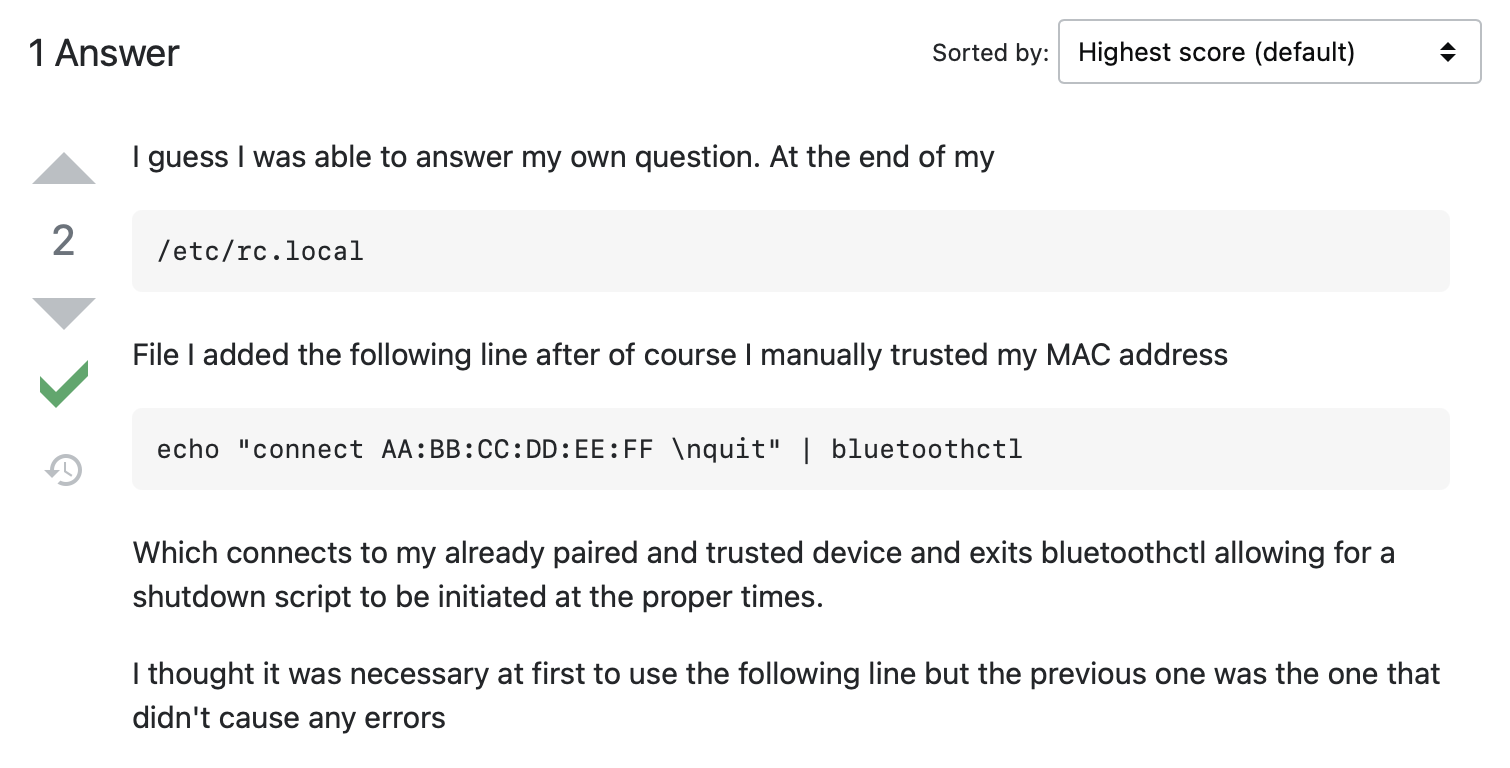 1 Answer
Sorted by:
Highest score (default)
I guess I was able to answer my own question. At the end of my
2
/etc/rc.local
File I added the following line after of course I manually trusted my MAC address
echo "connect AA:BB:CC:DD:EE:FF \nquit" | bluetoothctl
Which connects to my already paired and trusted device and exits bluetoothctl allowing for a
shutdown script to be initiated at the proper times.
I thought it was necessary at first to use the following line but the previous one was the one that
didn't cause any errors